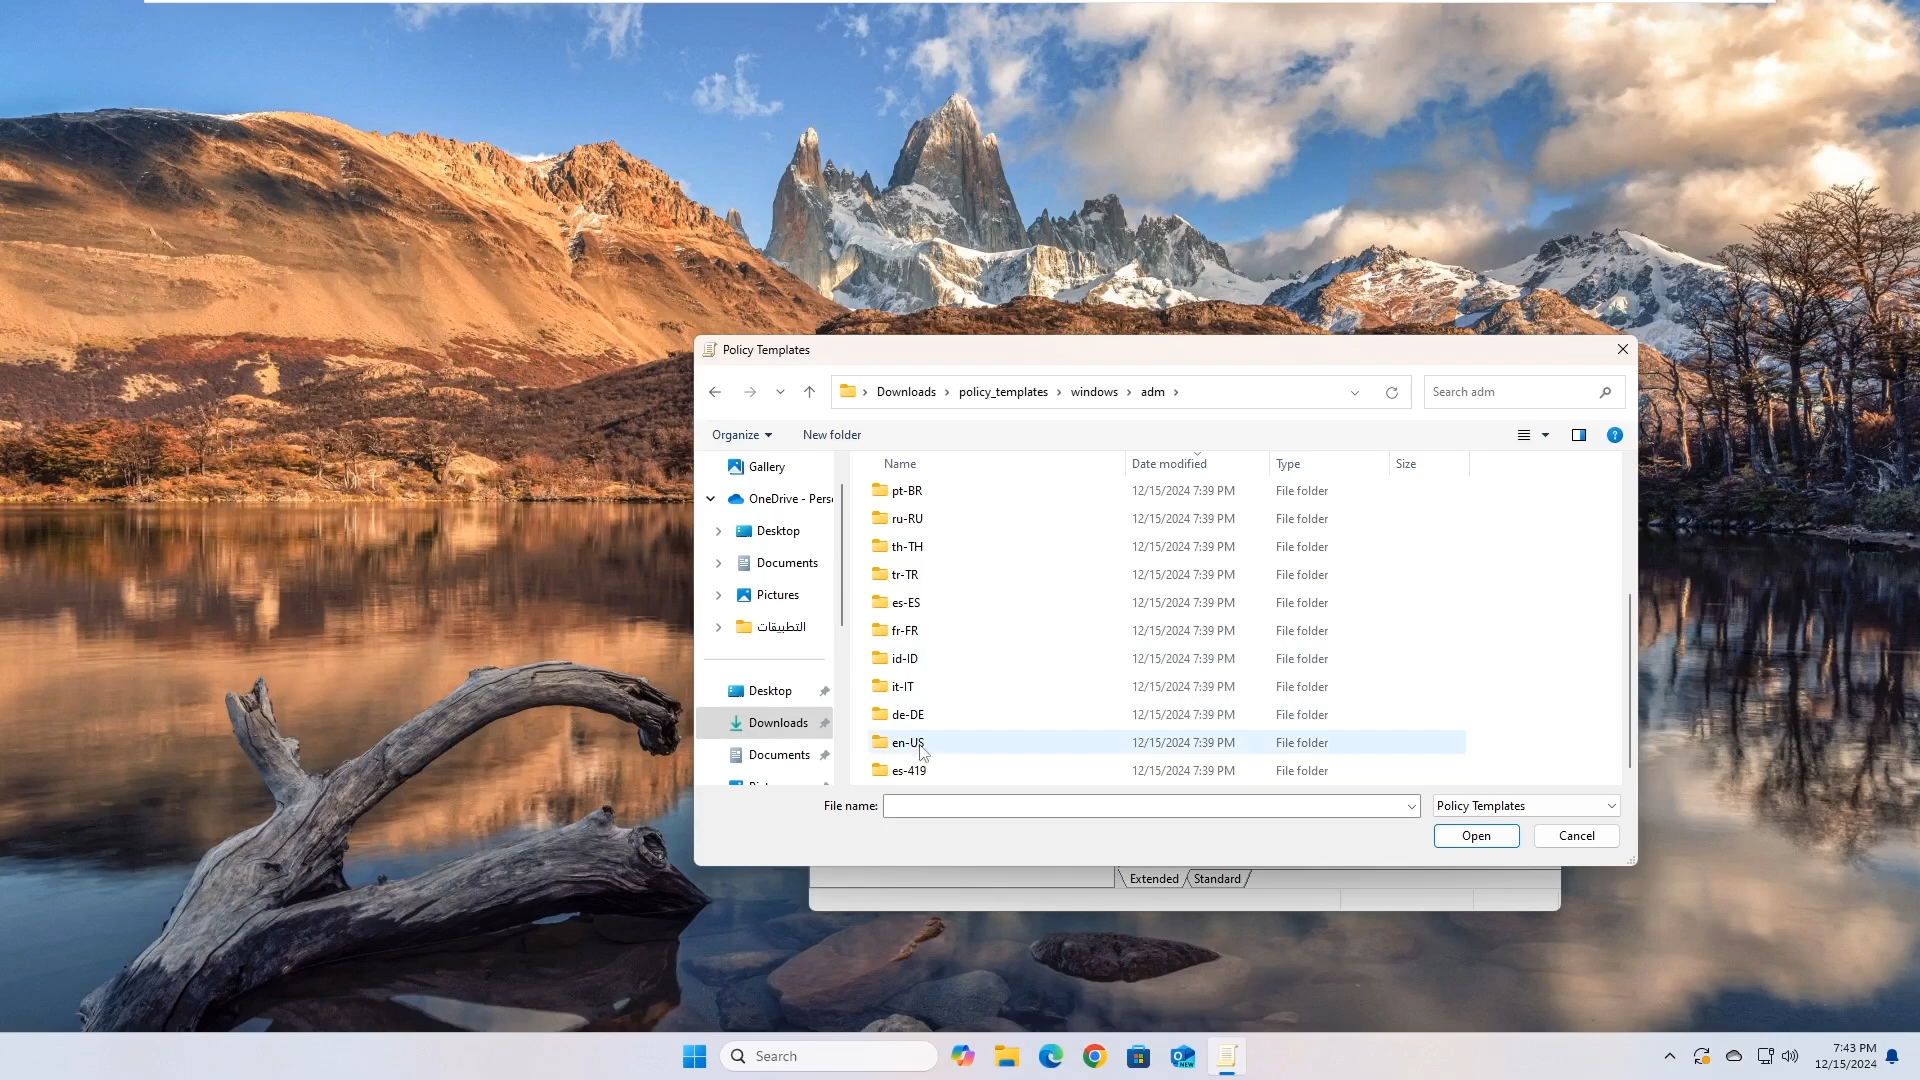 Policy Templates
Downloads > policy_templates > windows > adm >
Search adm
Organize
New folder
?
Name
Date modified
Type
Size
Gallery
OneDrive - Pers
Desktop
Documents
Pictures
التطبيقات
Desktop
Downloads
Documents
pt-BR 12/15/2024 7:39 PM File folder
ru-RU 12/15/2024 7:39 PM File folder
th-TH 12/15/2024 7:39 PM File folder
tr-TR 12/15/2024 7:39 PM File folder
es-ES 12/15/2024 7:39 PM File folder
fr-FR 12/15/2024 7:39 PM File folder
id-ID 12/15/2024 7:39 PM File folder
it-IT 12/15/2024 7:39 PM File folder
de-DE 12/15/2024 7:39 PM File folder
en-US 12/15/2024 7:39 PM File folder
es-419 12/15/2024 7:39 PM File folder
File name:
Policy Templates
Open
Cancel
Extended
Standard
Search
NEW
7:43 PM
12/15/2024